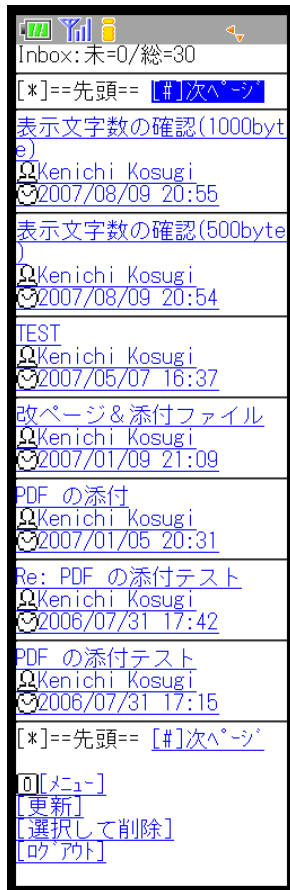 Inbox:未=0/総=30
[*]==先頭== [#]次ﾍﾟｰｼﾞ
表示文字数の確認(1000byt
e)
Kenichi Kosugi
2007/08/09 20:55
表示文字数の確認(500byte
)
Kenichi Kosugi
2007/08/09 20:54
TEST
Kenichi Kosugi
2007/05/07 16:37
改ページ＆添付ファイル
Kenichi Kosugi
2007/01/09 21:09
PDF の添付
Kenichi Kosugi
2007/01/05 20:31
Re: PDF の添付テスト
Kenichi Kosugi
2006/07/31 17:42
PDF の添付テスト
Kenichi Kosugi
2006/07/31 17:15
[*]==先頭== [#]次ﾍﾟｰｼﾞ
0[ﾒﾆｭｰ]
[更新]
[選択して削除]
[ﾛｸﾞｱｳﾄ]